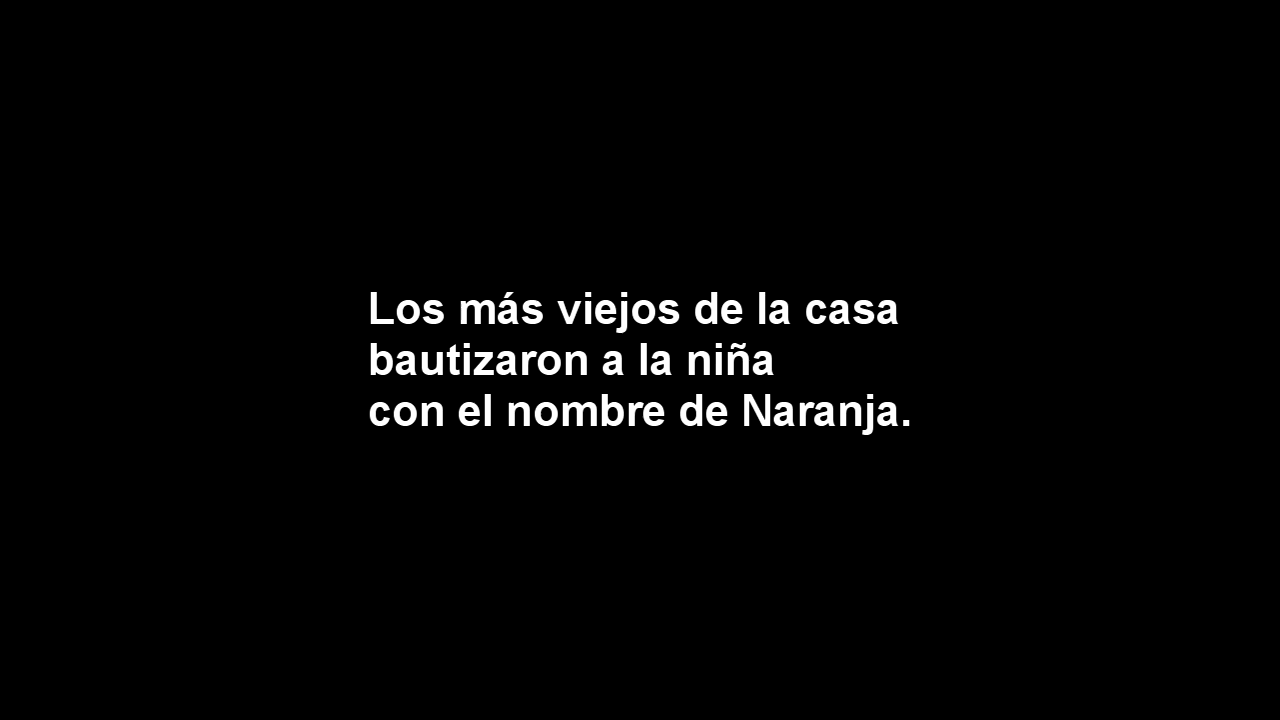 Los más viejos de la casa
bautizaron a la niña
con el nombre de Naranja.